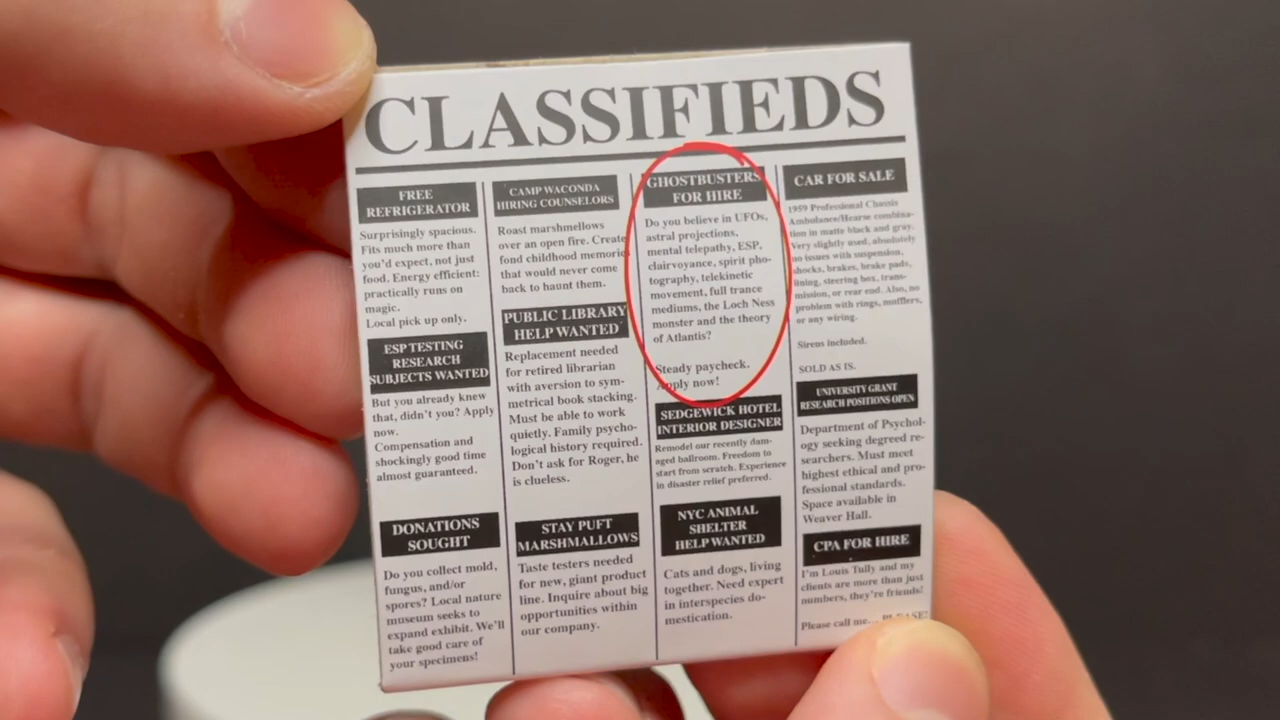 CLASSIFIEDS
FREE
REFRIGERATOR
Surprisingly spacious.
Fits much more than
you'd expect, not just
food. Energy efficient:
practically runs on
magic.
Local pick up only.
ESP TESTING
RESEARCH
SUBJECTS WANTED
But you already knew
that, didn't you? Apply
now.
Compensation and
shockingly good time
almost guaranteed.
DONATIONS
SOUGHT
Do you collect mold,
fungus, and/or
spores? Local nature
museum seeks to
expand exhibit. We'll
take good care of
your specimens!
CAMP WACONDA
HIRING COUNSELORS
Roast marshmellows
over an open fire. Create
fond childhood memories
that would never come
back to haunt them.
PUBLIC LIBRARY
HELP WANTED
Replacement needed
for retired librarian
with aversion to sym-
metrical book stacking.
Must be able to work
quietly. Family psycho-
logical history required.
Don't ask for Roger, he
is clueless.
STAY PUFT
MARSHMALLOWS
Taste testers needed
for new, giant product
line. Inquire about big
opportunities within
our company.
GHOSTBUSTERS
FOR HIRE
Do you believe in UFOs,
astral projections,
mental telepathy, ESP,
clairvoyance, spirit pho-
tography, telekinetic
movement, full trance
mediums, the Loch Ness
monster and the theory
of Atlantis?
Steady paycheck.
Apply now!
SEDGEWICK HOTEL
INTERIOR DESIGNER
Remodel our recently dam-
aged ballroom. Freedom to
start from scratch. Experience
in disaster relief preferred.
NYC ANIMAL
SHELTER
HELP WANTED
Cats and dogs, living
together. Need expert
in interspecies do-
mestication.
CAR FOR SALE
1959 Professional Chassis
Ambulance/Hearse combina-
tion in matte black and gray.
Very slightly used, absolutely
no issues with suspension,
shocks, brakes, brake pads,
lining, steering box, trans-
mission, or rear end. Also, no
problem with rings, mufflers,
or any wiring.
Sirens included.
SOLD AS IS.
UNIVERSITY GRANT
RESEARCH POSITIONS OPEN
Department of Psychol-
ogy seeking degreed re-
searchers. Must meet
highest ethical and pro-
fessional standards.
Space available in
Weaver Hall.
CPA FOR HIRE
I'm Louis Tully and my
clients are more than just
numbers, they're friends!
Please call me... PLEASE!